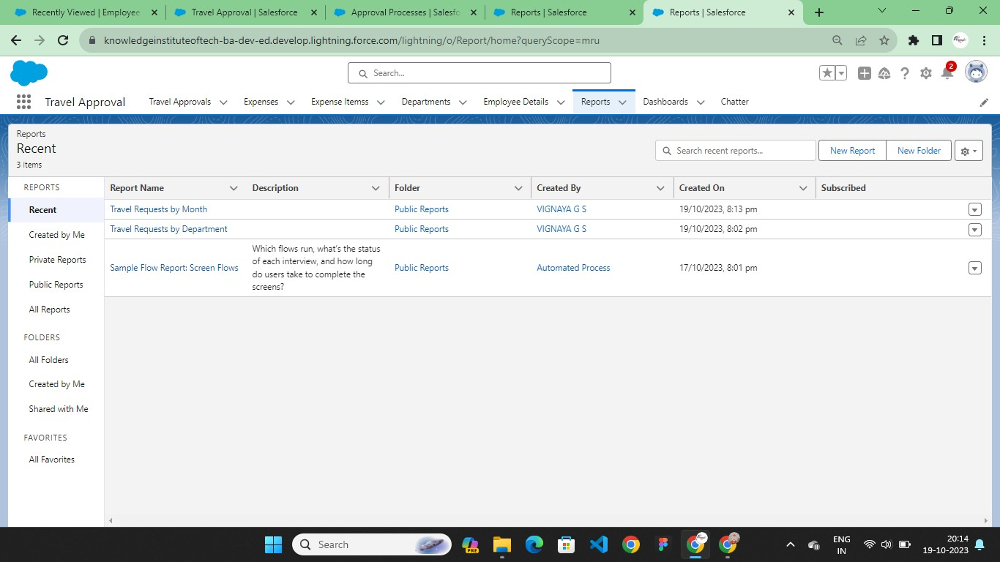 Recently Viewed | Employee
Travel Approval | Salesforce
Approval Processes | Salesfo
Reports | Salesforce
Reports | Salesforce
knowledgeinstituteoftech-ba-dev-ed.develop.lightning.force.com/lightning/o/Report/home?queryScope=mru
Search...
2
Travel Approval
Travel Approvals
Expenses
Expense Itemss
Departments
Employee Details
Reports
Dashboards
Chatter
Reports
Recent
3 items
Search recent reports...
New Report
New Folder
REPORTS
Recent
Created by Me
Private Reports
Public Reports
All Reports
FOLDERS
All Folders
Created by Me
Shared with Me
FAVORITES
All Favorites
Report Name Description Folder Created By Created On Subscribed
Travel Requests by Month Public Reports VIGNAYA G S 19/10/2023, 8:13 pm
Travel Requests by Department Public Reports VIGNAYA G S 19/10/2023, 8:02 pm
Which flows run, what's the status
of each interview, and how long
Sample Flow Report: Screen Flows Public Reports Automated Process 17/10/2023, 8:01 pm
do users take to complete the
screens?
Search
PRE
ENG
IN
20:14
19-10-2023